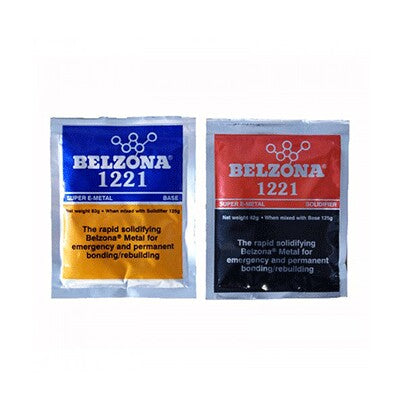 BELZONA®
1221
SUPER E-METAL BASE
Net weight 63g • When mixed with Solidifier 125g
The rapid solidifying
Belzona® Metal for
emergency and permanent
bonding/rebuilding
BELZONA®
1221
SUPER E-METAL SOLIDIFIER
Net weight 62g • When mixed with Base 125g
The rapid solidifying
Belzona® Metal for
emergency and permanent
bonding/rebuilding